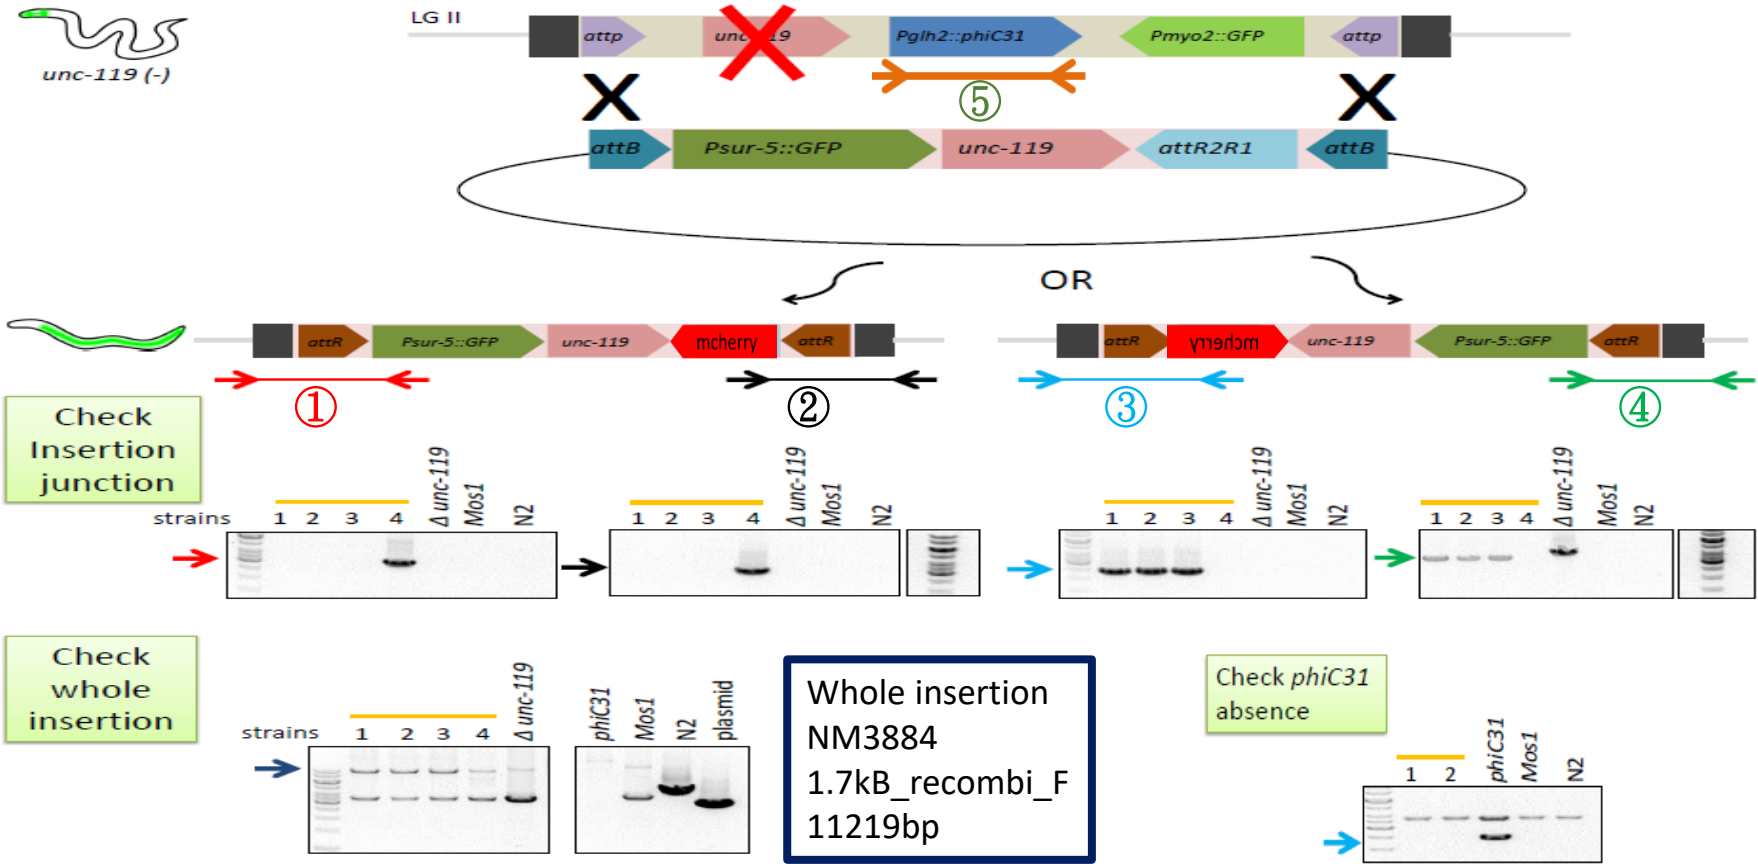 LG II
attp unc-119 Pglh2::phiC31 Pmyo2::GFP attp
unc-119 (-)
X X
⑤
attB Psur-5::GFP unc-119 attR2R1 attB
OR
attR Psur-5::GFP unc-119 mcherry attR
attR mcherry unc-119 Psur-5::GFP attR
① ② ③ ④
Check
Insertion
junction
strains 1 2 3 4 Δ unc-119 Mos1 N2
1 2 3 4 Δ unc-119 Mos1 N2
1 2 3 4 Δ unc-119 Mos1 N2
1 2 3 4 Δ unc-119 Mos1 N2
Check
whole
insertion
strains 1 2 3 4 Δ unc-119
phiC31 Mos1 N2 plasmid
Whole insertion
NM3884
1.7kB_recombi_F
11219bp
Check phiC31
absence
1 2 phiC31 Mos1 N2